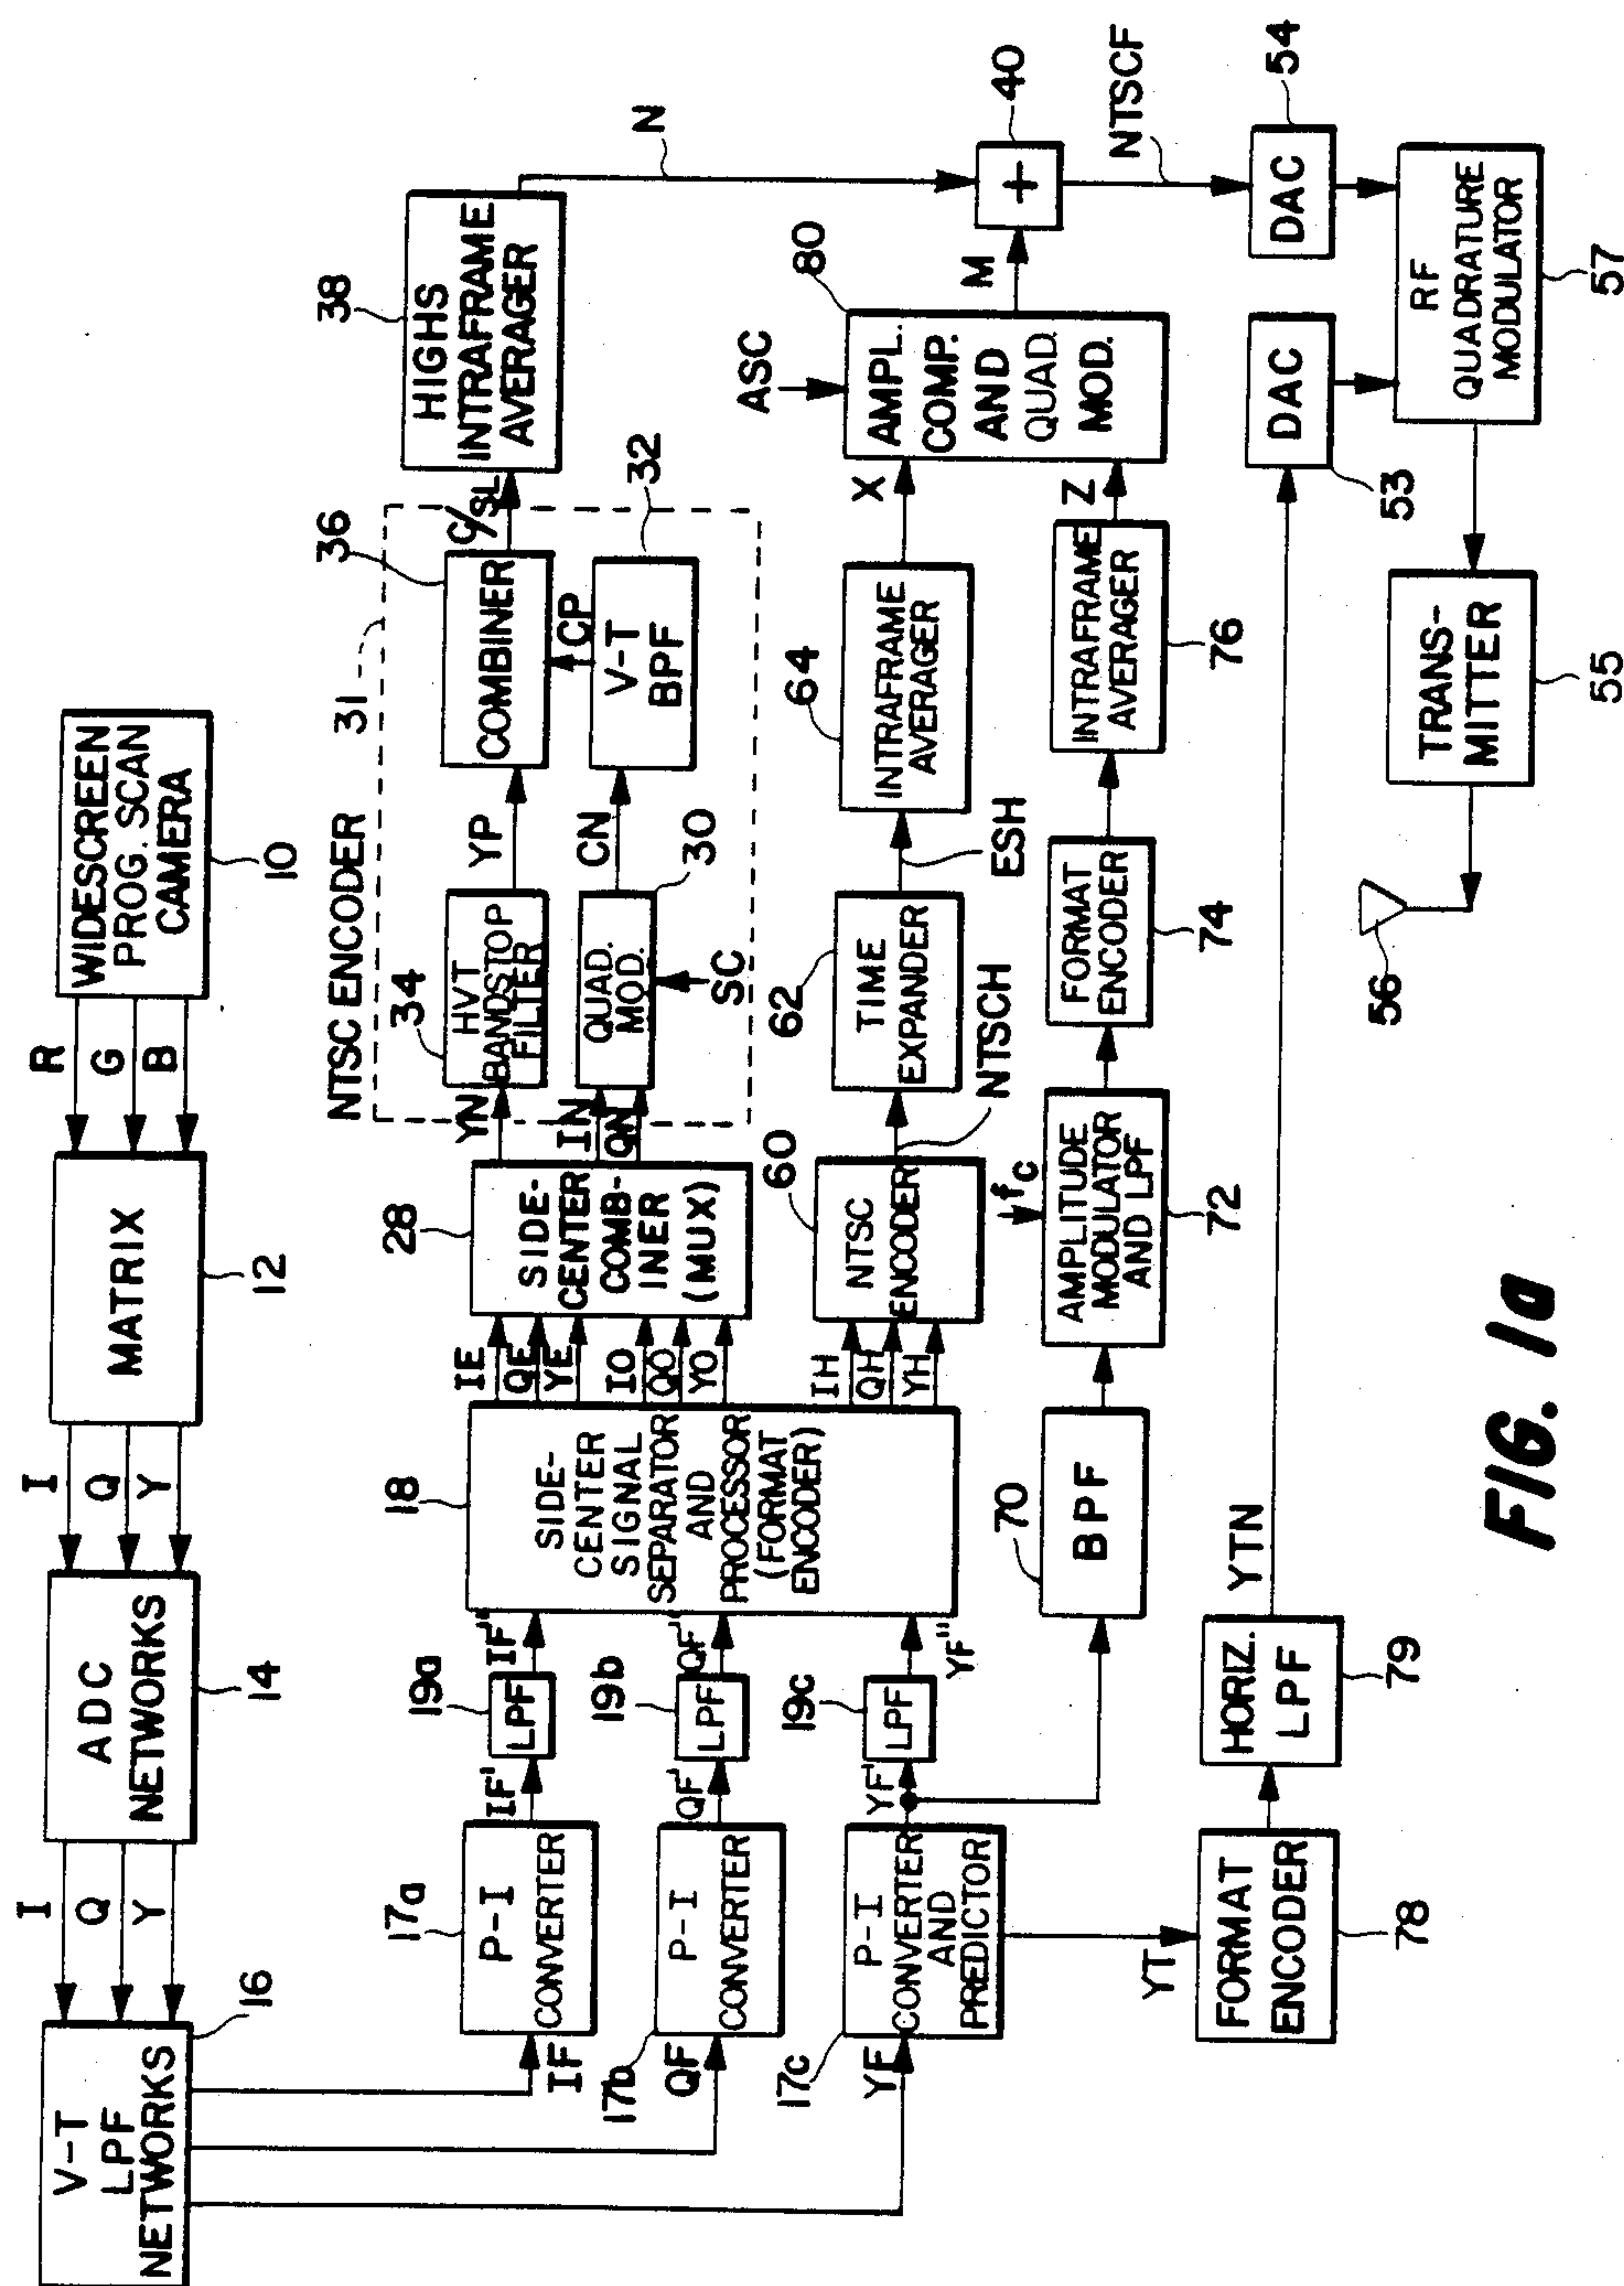 WIDESCREEN
PROG. SCAN
CAMERA
10
R
G
B
MATRIX
12
I
Q
Y
ADC
NETWORKS
14
I
Q
Y
V-T
LPF
NETWORKS
16
IF
QF
YF
17a
P-I
CONVERTER
17b
P-I
CONVERTER
17c
P-I
CONVERTER
AND
PREDICTOR
IF'
QF'
YF'
19a
LPF
19b
LPF
19c
LPF
IF"
QF"
YF"
18
SIDE-
CENTER
SIGNAL
SEPARATOR
AND
PROCESSOR
(FORMAT
ENCODER)
IE
QE
YE
IO
QO
YO
IH
QH
YH
28
SIDE-
CENTER
COMB-
INER
(MUX)
YN
IN
QN
NTSC ENCODER
31
34
HVT
BANDSTOP
FILTER
QUAD.
MOD.
30
SC
YP
CN
36
COMBINER
CP
V-T
BPF
32
C/SL
38
HIGHS
INTRAFRAME
AVERAGER
N
60
NTSC
ENCODER
NTSCH
62
TIME
EXPANDER
ESH
64
INTRAFRAME
AVERAGER
X
ASC
80
AMPL.
COMP.
AND
QUAD.
MOD.
M
+
40
NTSCF
70
BPF
fc
AMPLITUDE
MODULATOR
AND LPF
72
FORMAT
ENCODER
74
INTRAFRAME
AVERAGER
76
Z
YT
FORMAT
ENCODER
78
HORIZ.
LPF
79
YTN
DAC
53
DAC
54
RF
QUADRATURE
MODULATOR
57
TRANS-
MITTER
55
56
FIG. 1a